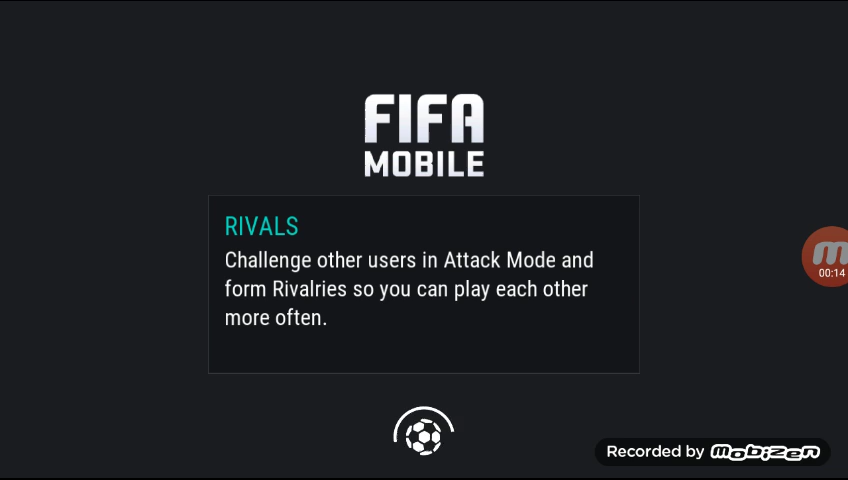 FIFA
MOBILE
RIVALS
Challenge other users in Attack Mode and
form Rivalries so you can play each other
more often.
00:14
Recorded by Mobizen